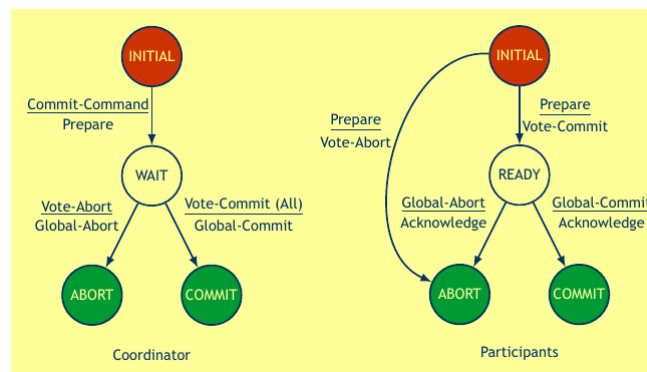 INITIAL
Commit-Command
Prepare
WAIT
Vote-Abort
Global-Abort
Vote-Commit (All)
Global-Commit
ABORT
COMMIT
Coordinator
INITIAL
Prepare
Vote-Abort
Prepare
Vote-Commit
READY
Global-Abort
Acknowledge
Global-Commit
Acknowledge
ABORT
COMMIT
Participants